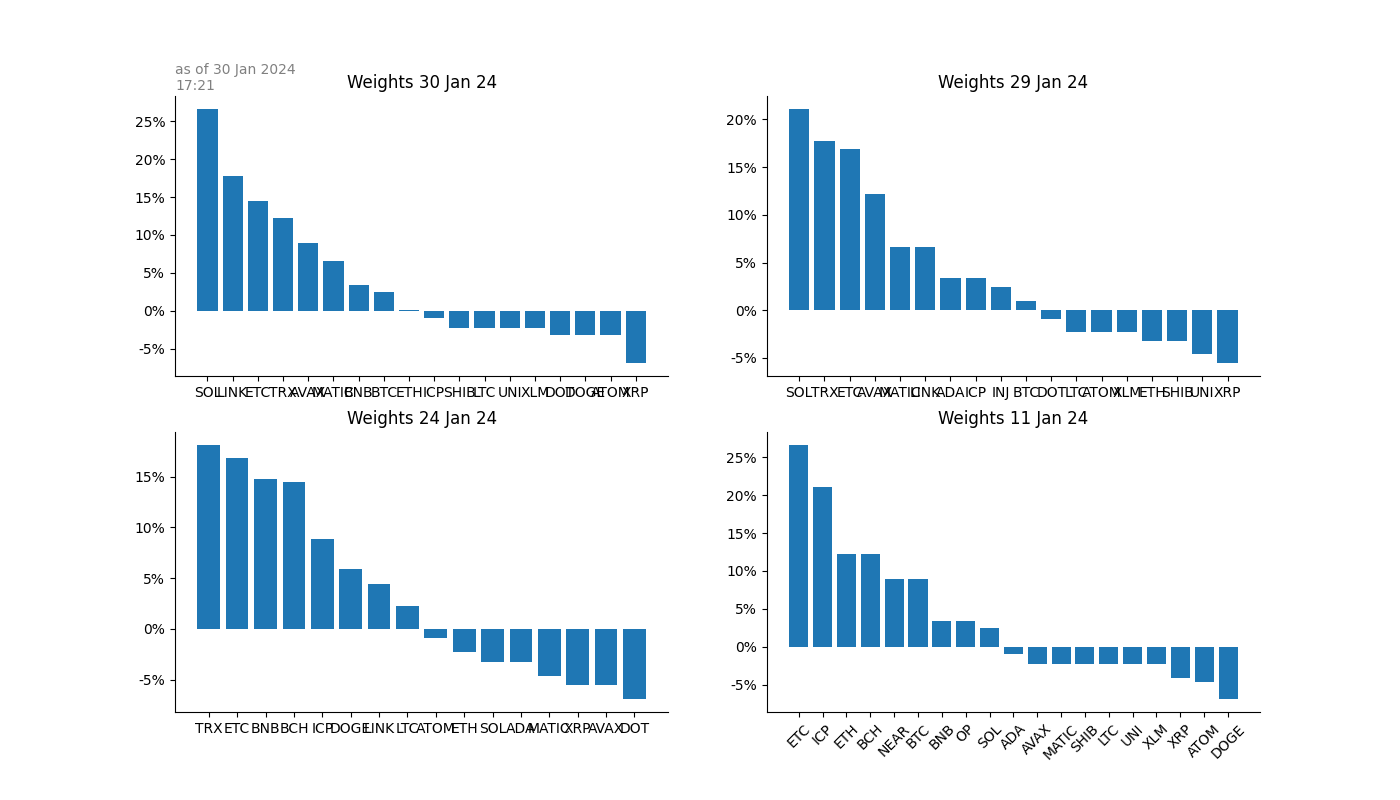 as of 30 Jan 2024
17:21
Weights 30 Jan 24
25%
20%
15%
10%
5%
0%
-5%
SOL LINK ETC TRX AVAX MATIC BNB BTC ETH ICP SHIB LTC UNI XLM DOT DOGE ATOM XRP
Weights 29 Jan 24
20%
15%
10%
5%
0%
-5%
SOL TRX ETC AVAX MATIC LINK ADA ICP INJ BTC DOT LTC ATOM XLM ETH SHIB UNI XRP
Weights 24 Jan 24
15%
10%
5%
0%
-5%
TRX ETC BNB BCH ICP DOGE LINK LTC ATOM ETH SOL ADA MATIC XRP AVAX DOT
Weights 11 Jan 24
25%
20%
15%
10%
5%
0%
-5%
ETC ICP ETH BCH NEAR BTC BNB OP SOL ADA AVAX MATIC SHIB LTC UNI XLM XRP ATOM DOGE